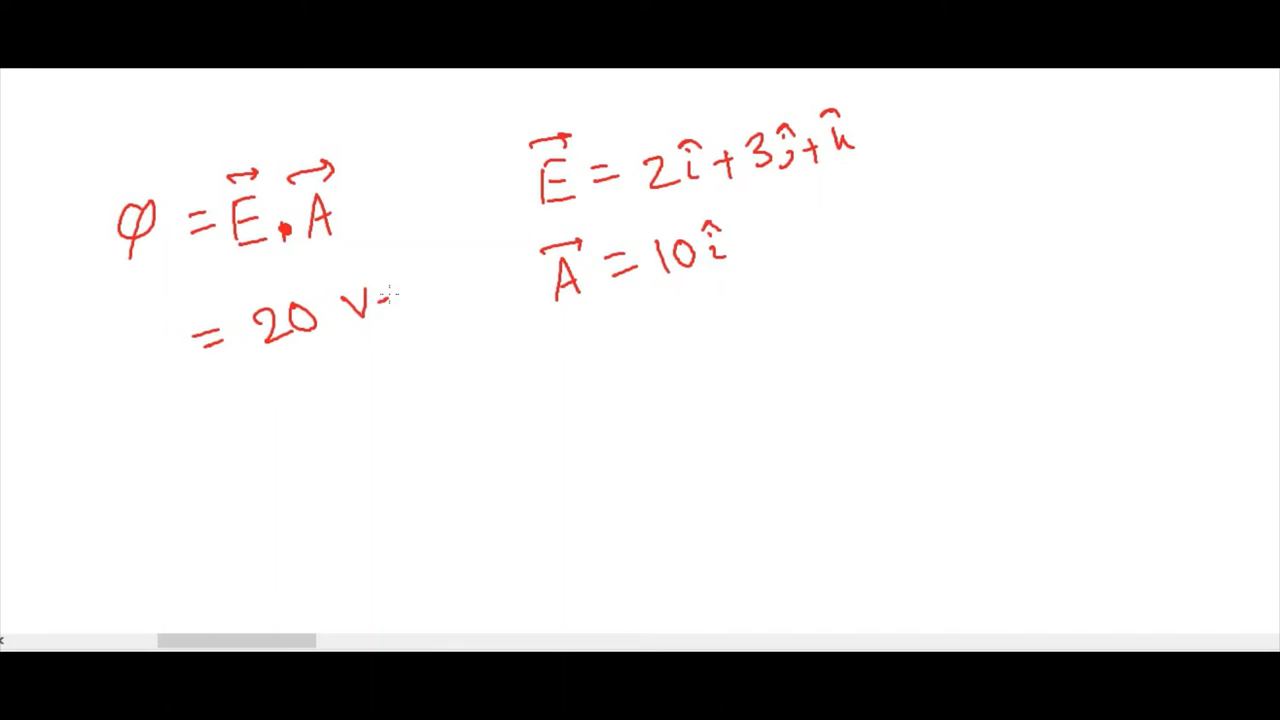 φ = E⃗ . A⃗
= 20 V-
E⃗ = 2î + 3ĵ + k̂
A⃗ = 10î